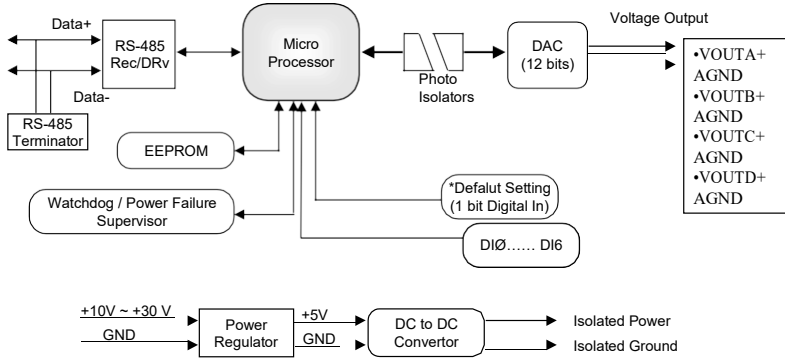 Voltage Output
Data+
RS-485
Rec/DRv
Micro
Processor
DAC
(12 bits)
Photo
Isolators
•VOUTA+
AGND
•VOUTB+
AGND
•VOUTC+
AGND
•VOUTD+
AGND
Data-
RS-485
Terminator
EEPROM
Watchdog / Power Failure
Supervisor
*Defalut Setting
(1 bit Digital In)
DIØ…… DI6
+10V ~ +30 V
GND
Power
Regulator
+5V
GND
DC to DC
Convertor
Isolated Power
Isolated Ground